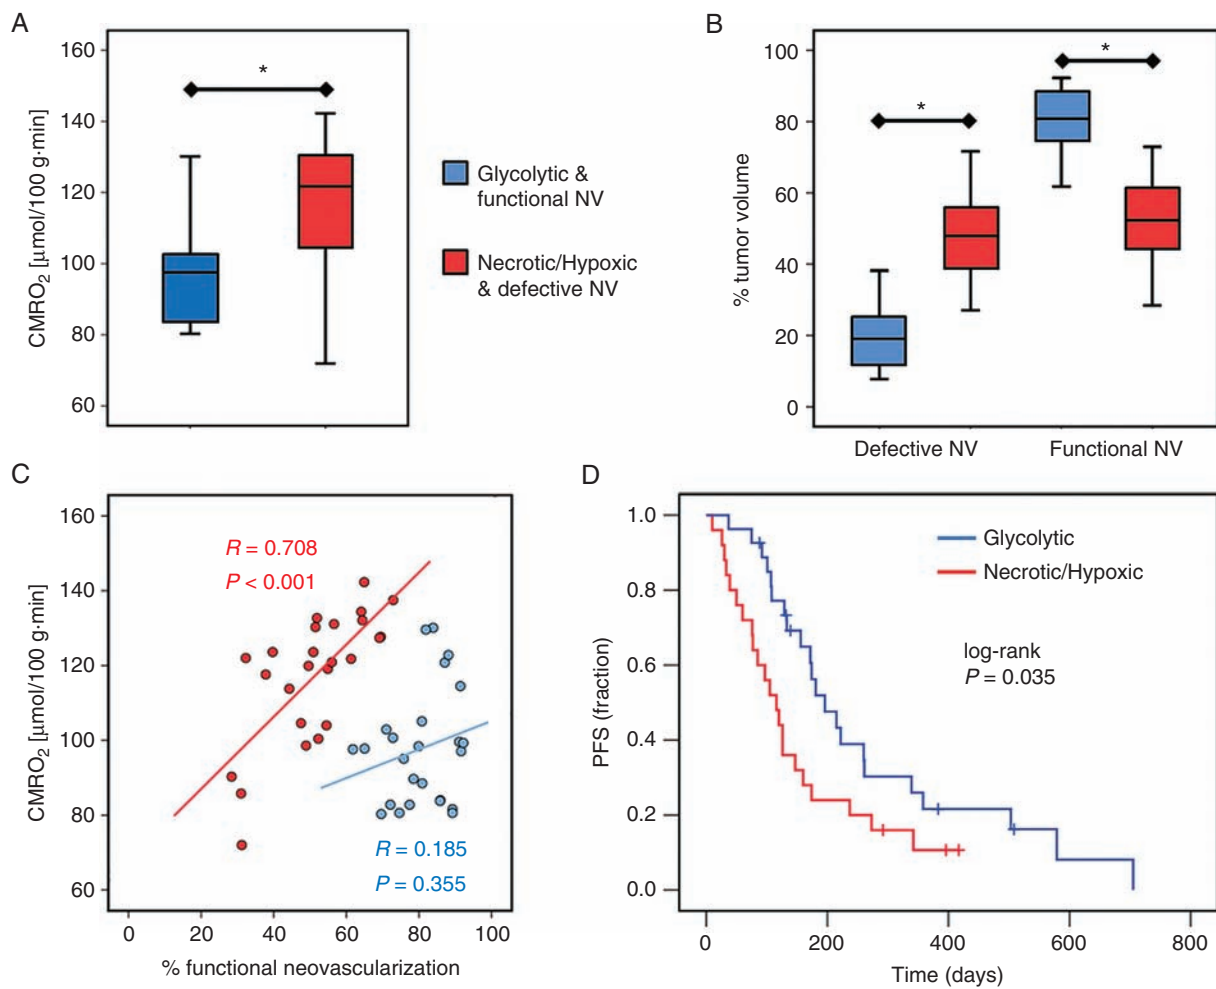 A
160
140
120
100
80
60
CMRO2 [µmol/100 g·min]
*
Glycolytic &
functional NV
Necrotic/Hypoxic
& defective NV
B
100
80
60
40
20
0
% tumor volume
*
*
Defective NV
Functional NV
C
160
140
120
100
80
60
CMRO2 [µmol/100 g·min]
R = 0.708
P < 0.001
R = 0.185
P = 0.355
0
20
40
60
80
100
% functional neovascularization
D
1.0
0.8
0.6
0.4
0.2
0.0
PFS (fraction)
Glycolytic
Necrotic/Hypoxic
log-rank
P = 0.035
0
200
400
600
800
Time (days)